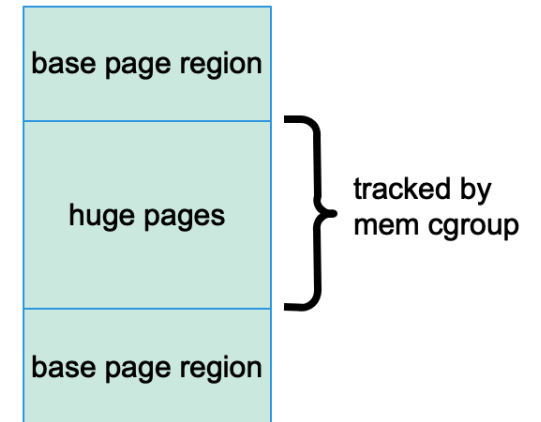 base page region
huge pages
tracked by
mem cgroup
base page region